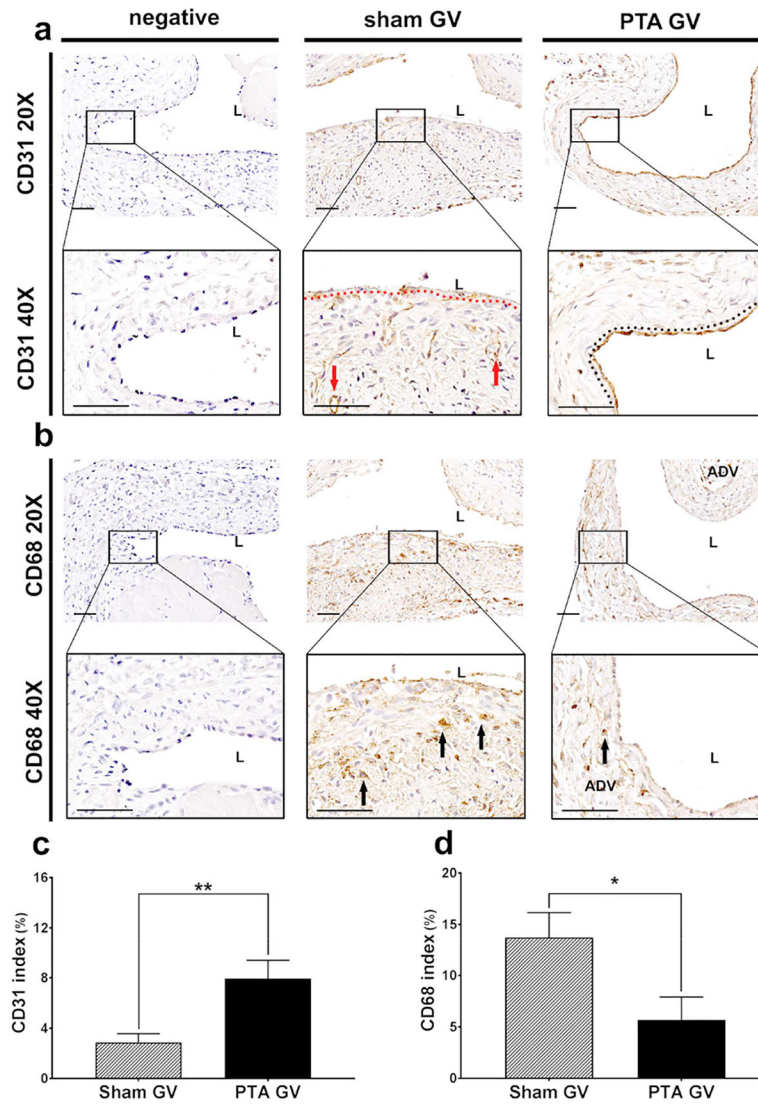 negative
sham GV
PTA GV
a
CD31 20X
L
L
L
CD31 40X
L
L
L
b
CD68 20X
L
L
ADV
L
CD68 40X
L
L
L
ADV
c
CD31 index (%)
16
12
8
4
0
**
Sham GV
PTA GV
d
CD68 index (%)
20
15
10
5
0
*
Sham GV
PTA GV